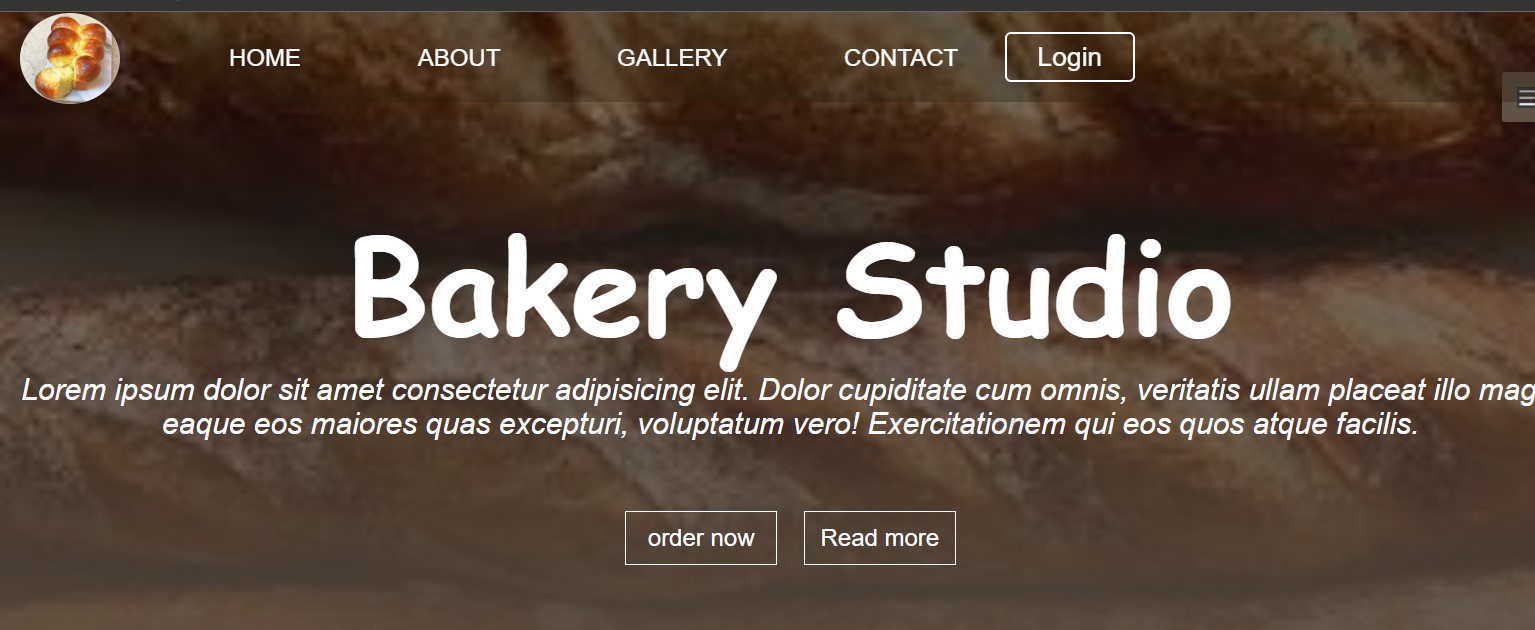 HOME ABOUT GALLERY CONTACT Login
Bakery Studio
Lorem ipsum dolor sit amet consectetur adipisicing elit. Dolor cupiditate cum omnis, veritatis ullam placeat illo
eaque eos maiores quas excepturi, voluptatum vero! Exercitationem qui eos quos atque facilis.
order now Read more